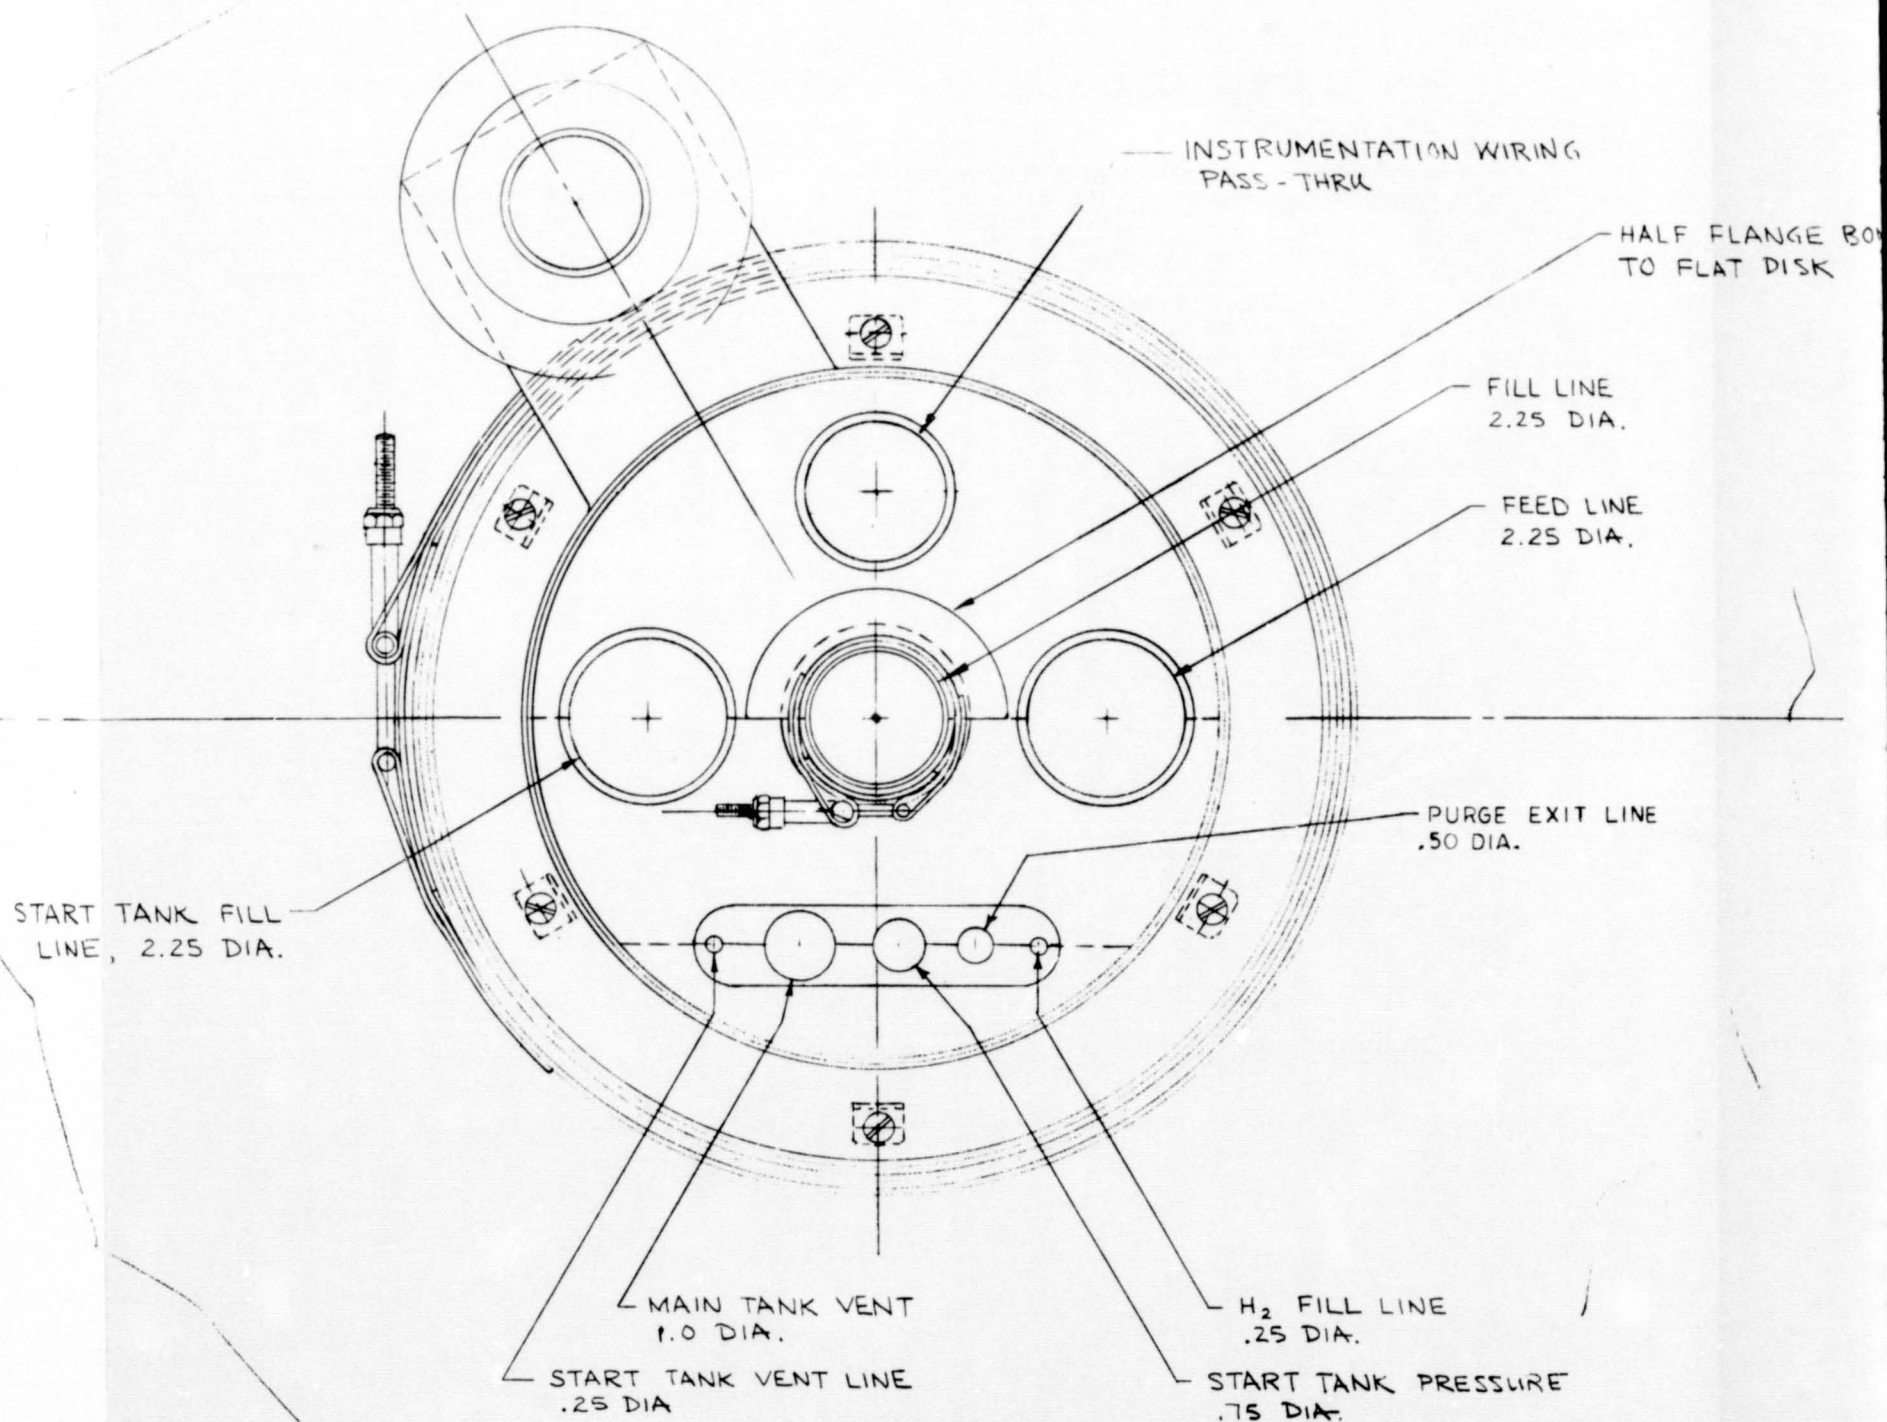 INSTRUMENTATION WIRING
PASS - THRU
HALF FLANGE
TO FLAT DISK
FILL LINE
2.25 DIA.
FEED LINE
2.25 DIA.
PURGE EXIT LINE
.50 DIA.
START TANK FILL
LINE, 2.25 DIA.
MAIN TANK VENT
1.0 DIA.
START TANK VENT LINE
.25 DIA
H₂ FILL LINE
.25 DIA.
START TANK PRESSURE
.75 DIA.